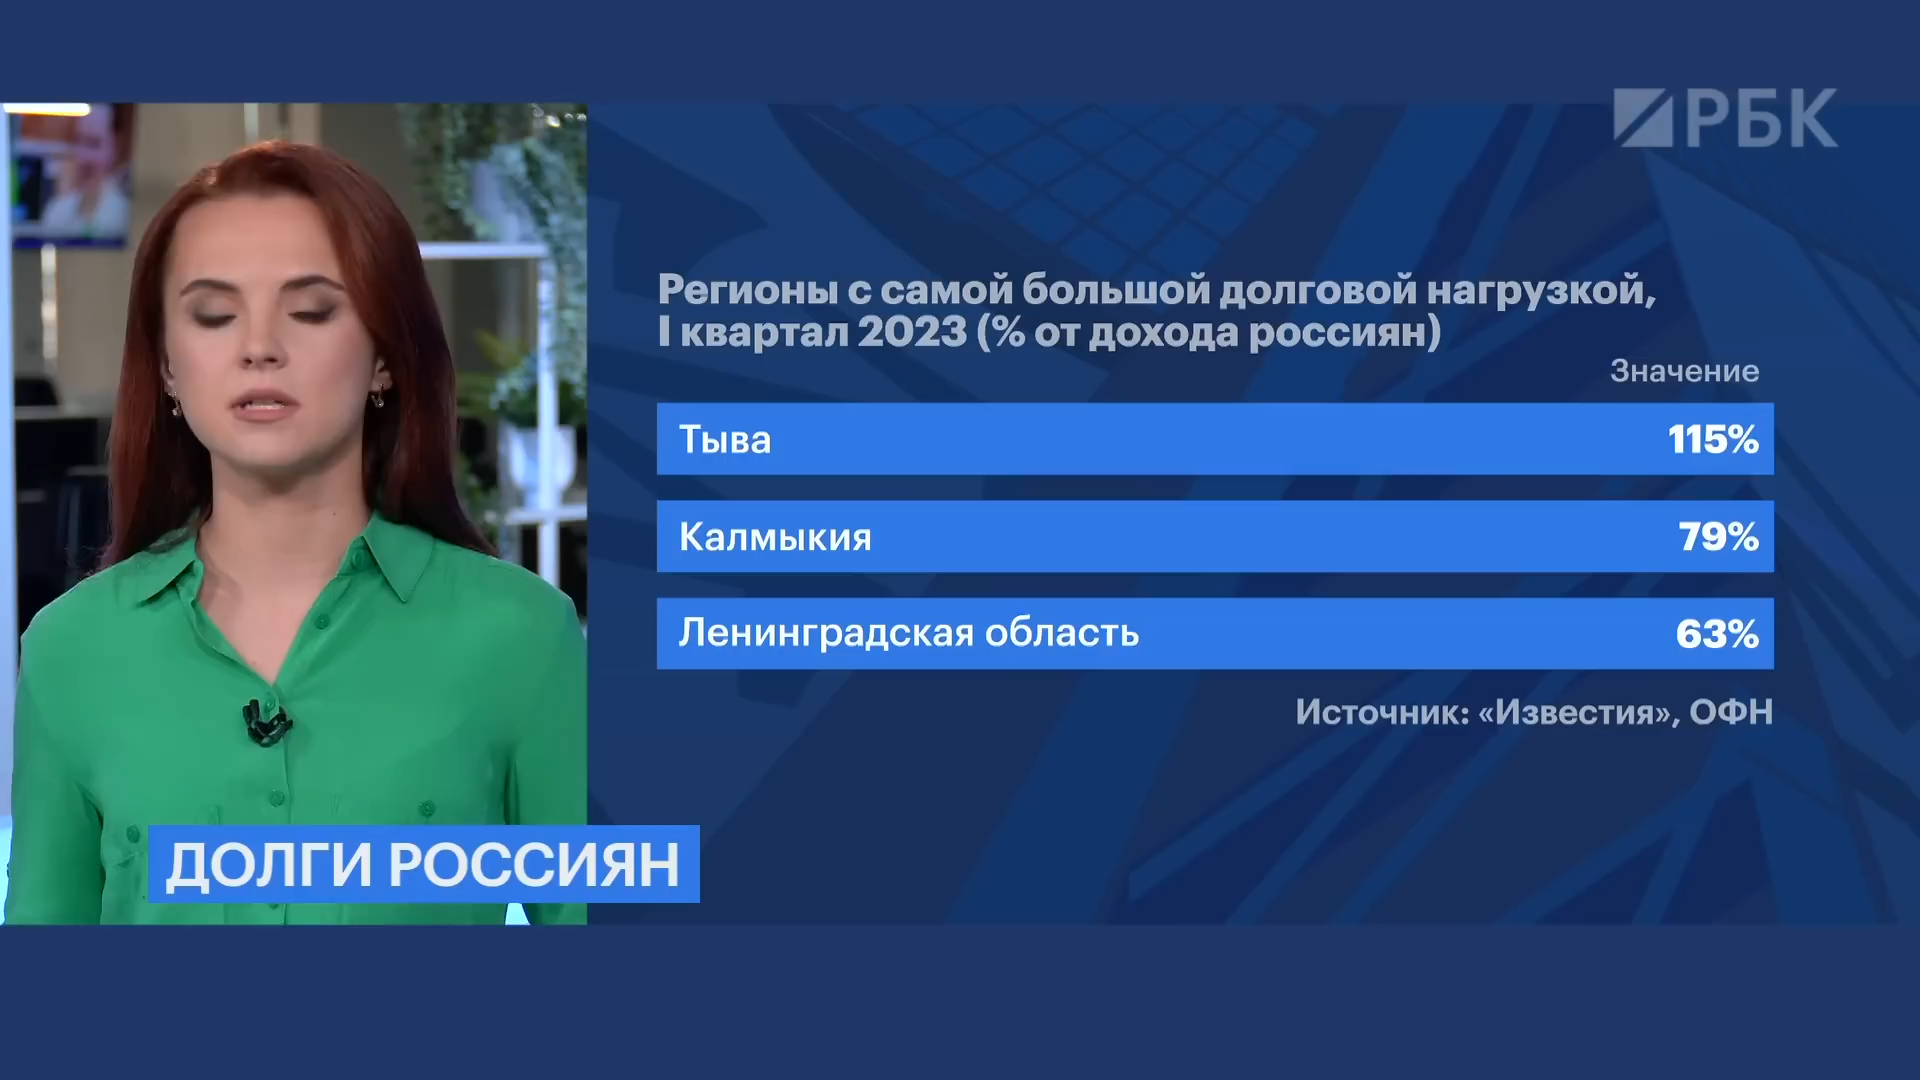 РБК
Регионы с самой большой долговой нагрузкой,
I квартал 2023 (% от дохода россиян)
Значение
Тыва 115%
Калмыкия 79%
Ленинградская область 63%
Источник: «Известия», ОФН
ДОЛГИ РОССИЯН